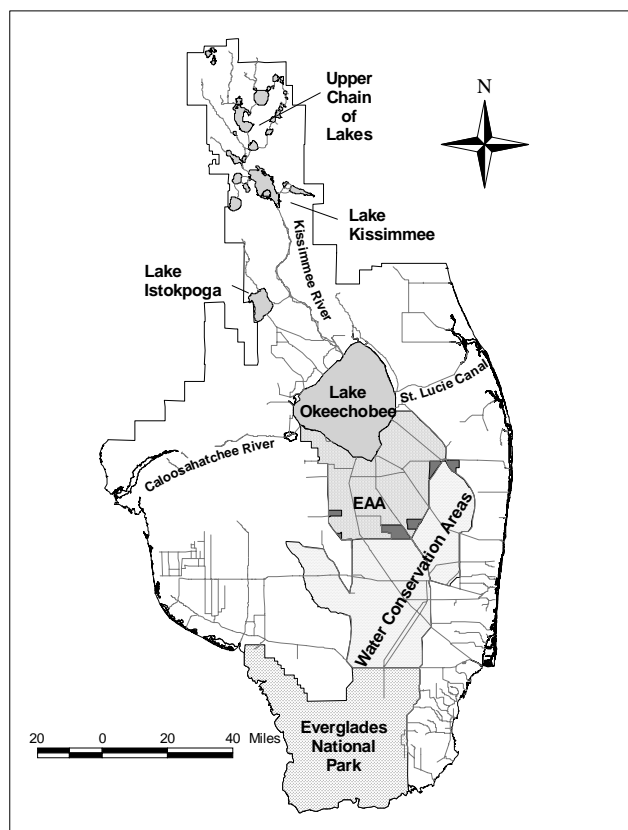 Upper
Chain
of
Lakes
N
Lake
Kissimmee
Kissimmee River
Lake
Istokpoga
Lake
Okeechobee
St. Lucie Canal
Caloosahatchee River
EAA
Water Conservation Areas
Everglades
National
Park
20 0 20 40 Miles